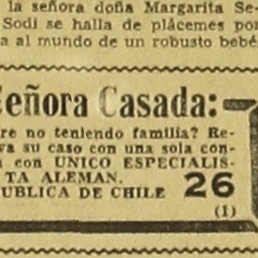 la señora doña Margarita Se-
Sodi se halla de plácemes por
a al mundo de un robusto bebé
eñora Casada:
re no teniendo familia? Re-
va su caso con una sola con-
con UNICO ESPECIALIS-
TA ALEMAN.
UBLICA DE CHILE 26
(1)